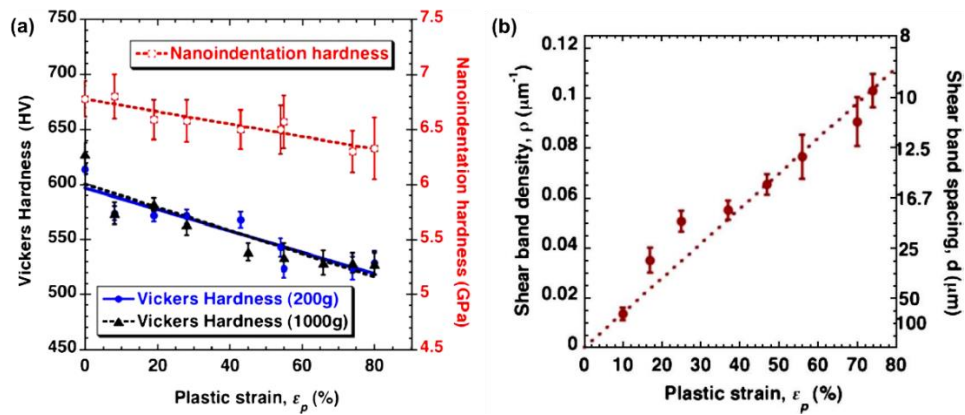 (a)
750
700
650
600
550
500
450
Vickers Hardness (HV)
Nanoindentation hardness
Vickers Hardness (200g)
Vickers Hardness (1000g)
0 20 40 60 80 100
Plastic strain, εp (%)
7.5
7
6.5
6
5.5
5
4.5
Nanoindentation hardness (GPa)
(b)
0.12
0.1
0.08
0.06
0.04
0.02
0
Shear band density, ρ (μm⁻¹)
0 10 20 30 40 50 60 70 80
Plastic strain, εp (%)
8
10
12.5
16.7
25
50
100
Shear band spacing, d (μm)